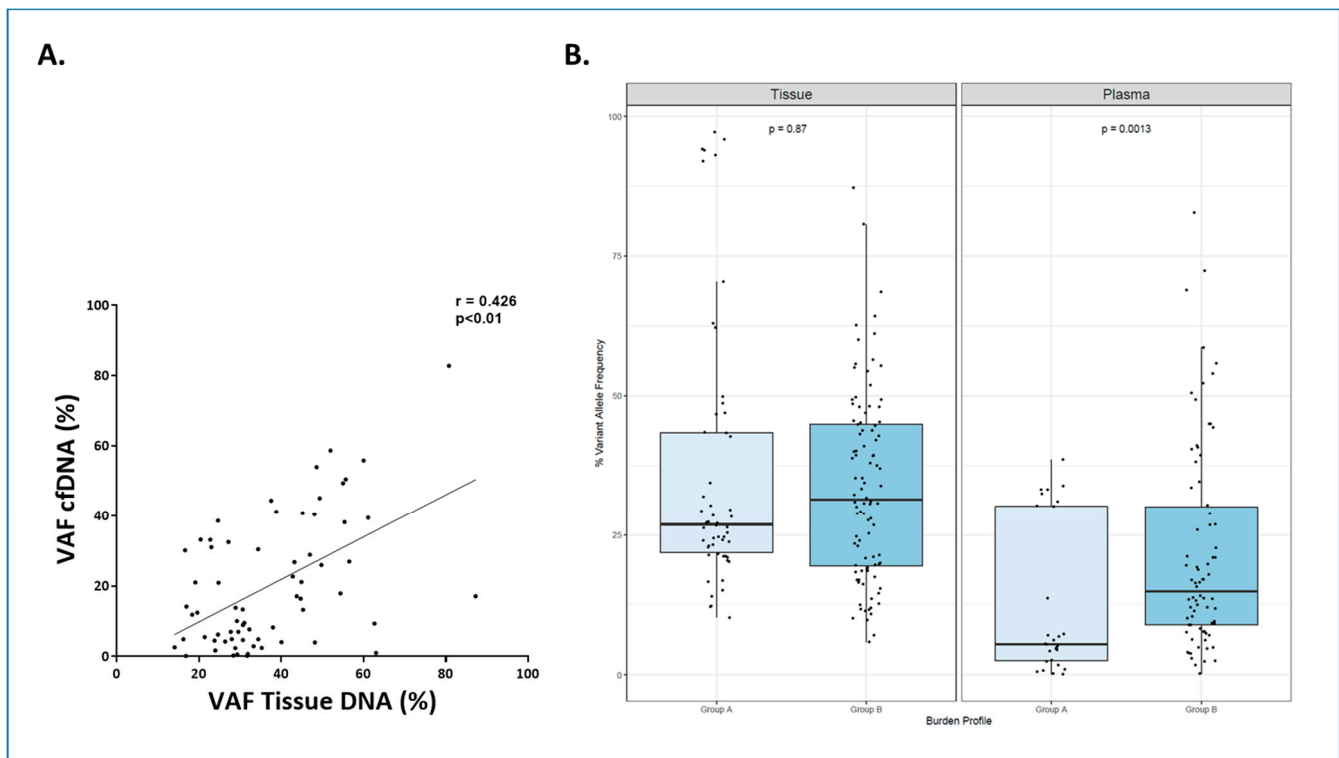 A.
r = 0.426
p<0.01
100
80
60
40
20
0
0 20 40 60 80 100
VAF cfDNA (%)
VAF Tissue DNA (%)
B.
Tissue Plasma
p = 0.87 p = 0.0013
100
75
50
25
0
% Variant Allele Frequency
Group A Group B Group A Group B
Burden Profile